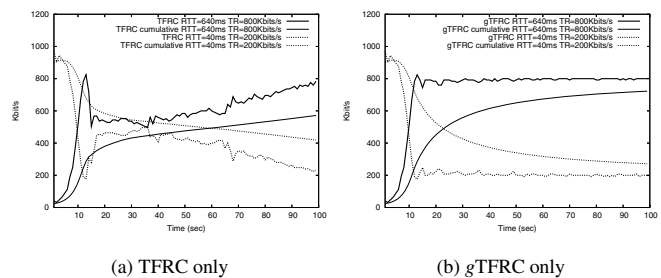 TFRC RTT=640ms TR=800Kbits/s
TFRC cumulative RTT=640ms TR=800Kbits/s
TFRC RTT=40ms TR=200Kbits/s
TFRC cumulative RTT=40ms TR=200Kbits/s
1200
1000
800
600
400
200
0
Kbit/s
10 20 30 40 50 60 70 80 90 100
Time (sec)
(a) TFRC only
gTFRC RTT=640ms TR=800Kbits/s
gTFRC cumulative RTT=640ms TR=800Kbits/s
gTFRC RTT=40ms TR=200Kbits/s
gTFRC cumulative RTT=40ms TR=200Kbits/s
1200
1000
800
600
400
200
0
Kbit/s
10 20 30 40 50 60 70 80 90 100
Time (sec)
(b) gTFRC only